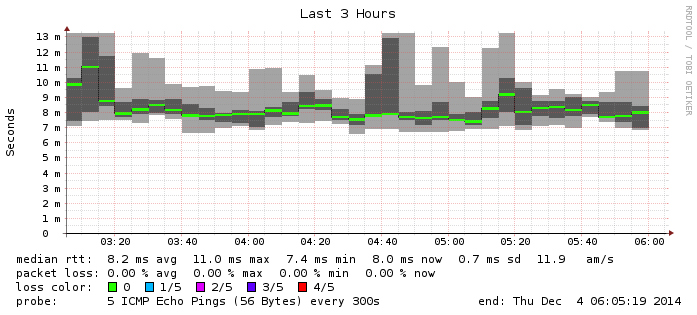 Last 3 Hours
RRDTOOL / TOBI OETIKER
Seconds
13 m
12 m
11 m
10 m
9 m
8 m
7 m
6 m
5 m
4 m
3 m
2 m
1 m
0
03:20 03:40 04:00 04:20 04:40 05:00 05:20 05:40 06:00
median rtt: 8.2 ms avg 11.0 ms max 7.4 ms min 8.0 ms now 0.7 ms sd 11.9 am/s
packet loss: 0.00 % avg 0.00 % max 0.00 % min 0.00 % now
loss color: 0 1/5 2/5 3/5 4/5
probe: 5 ICMP Echo Pings (56 Bytes) every 300s end: Thu Dec 4 06:05:19 2014